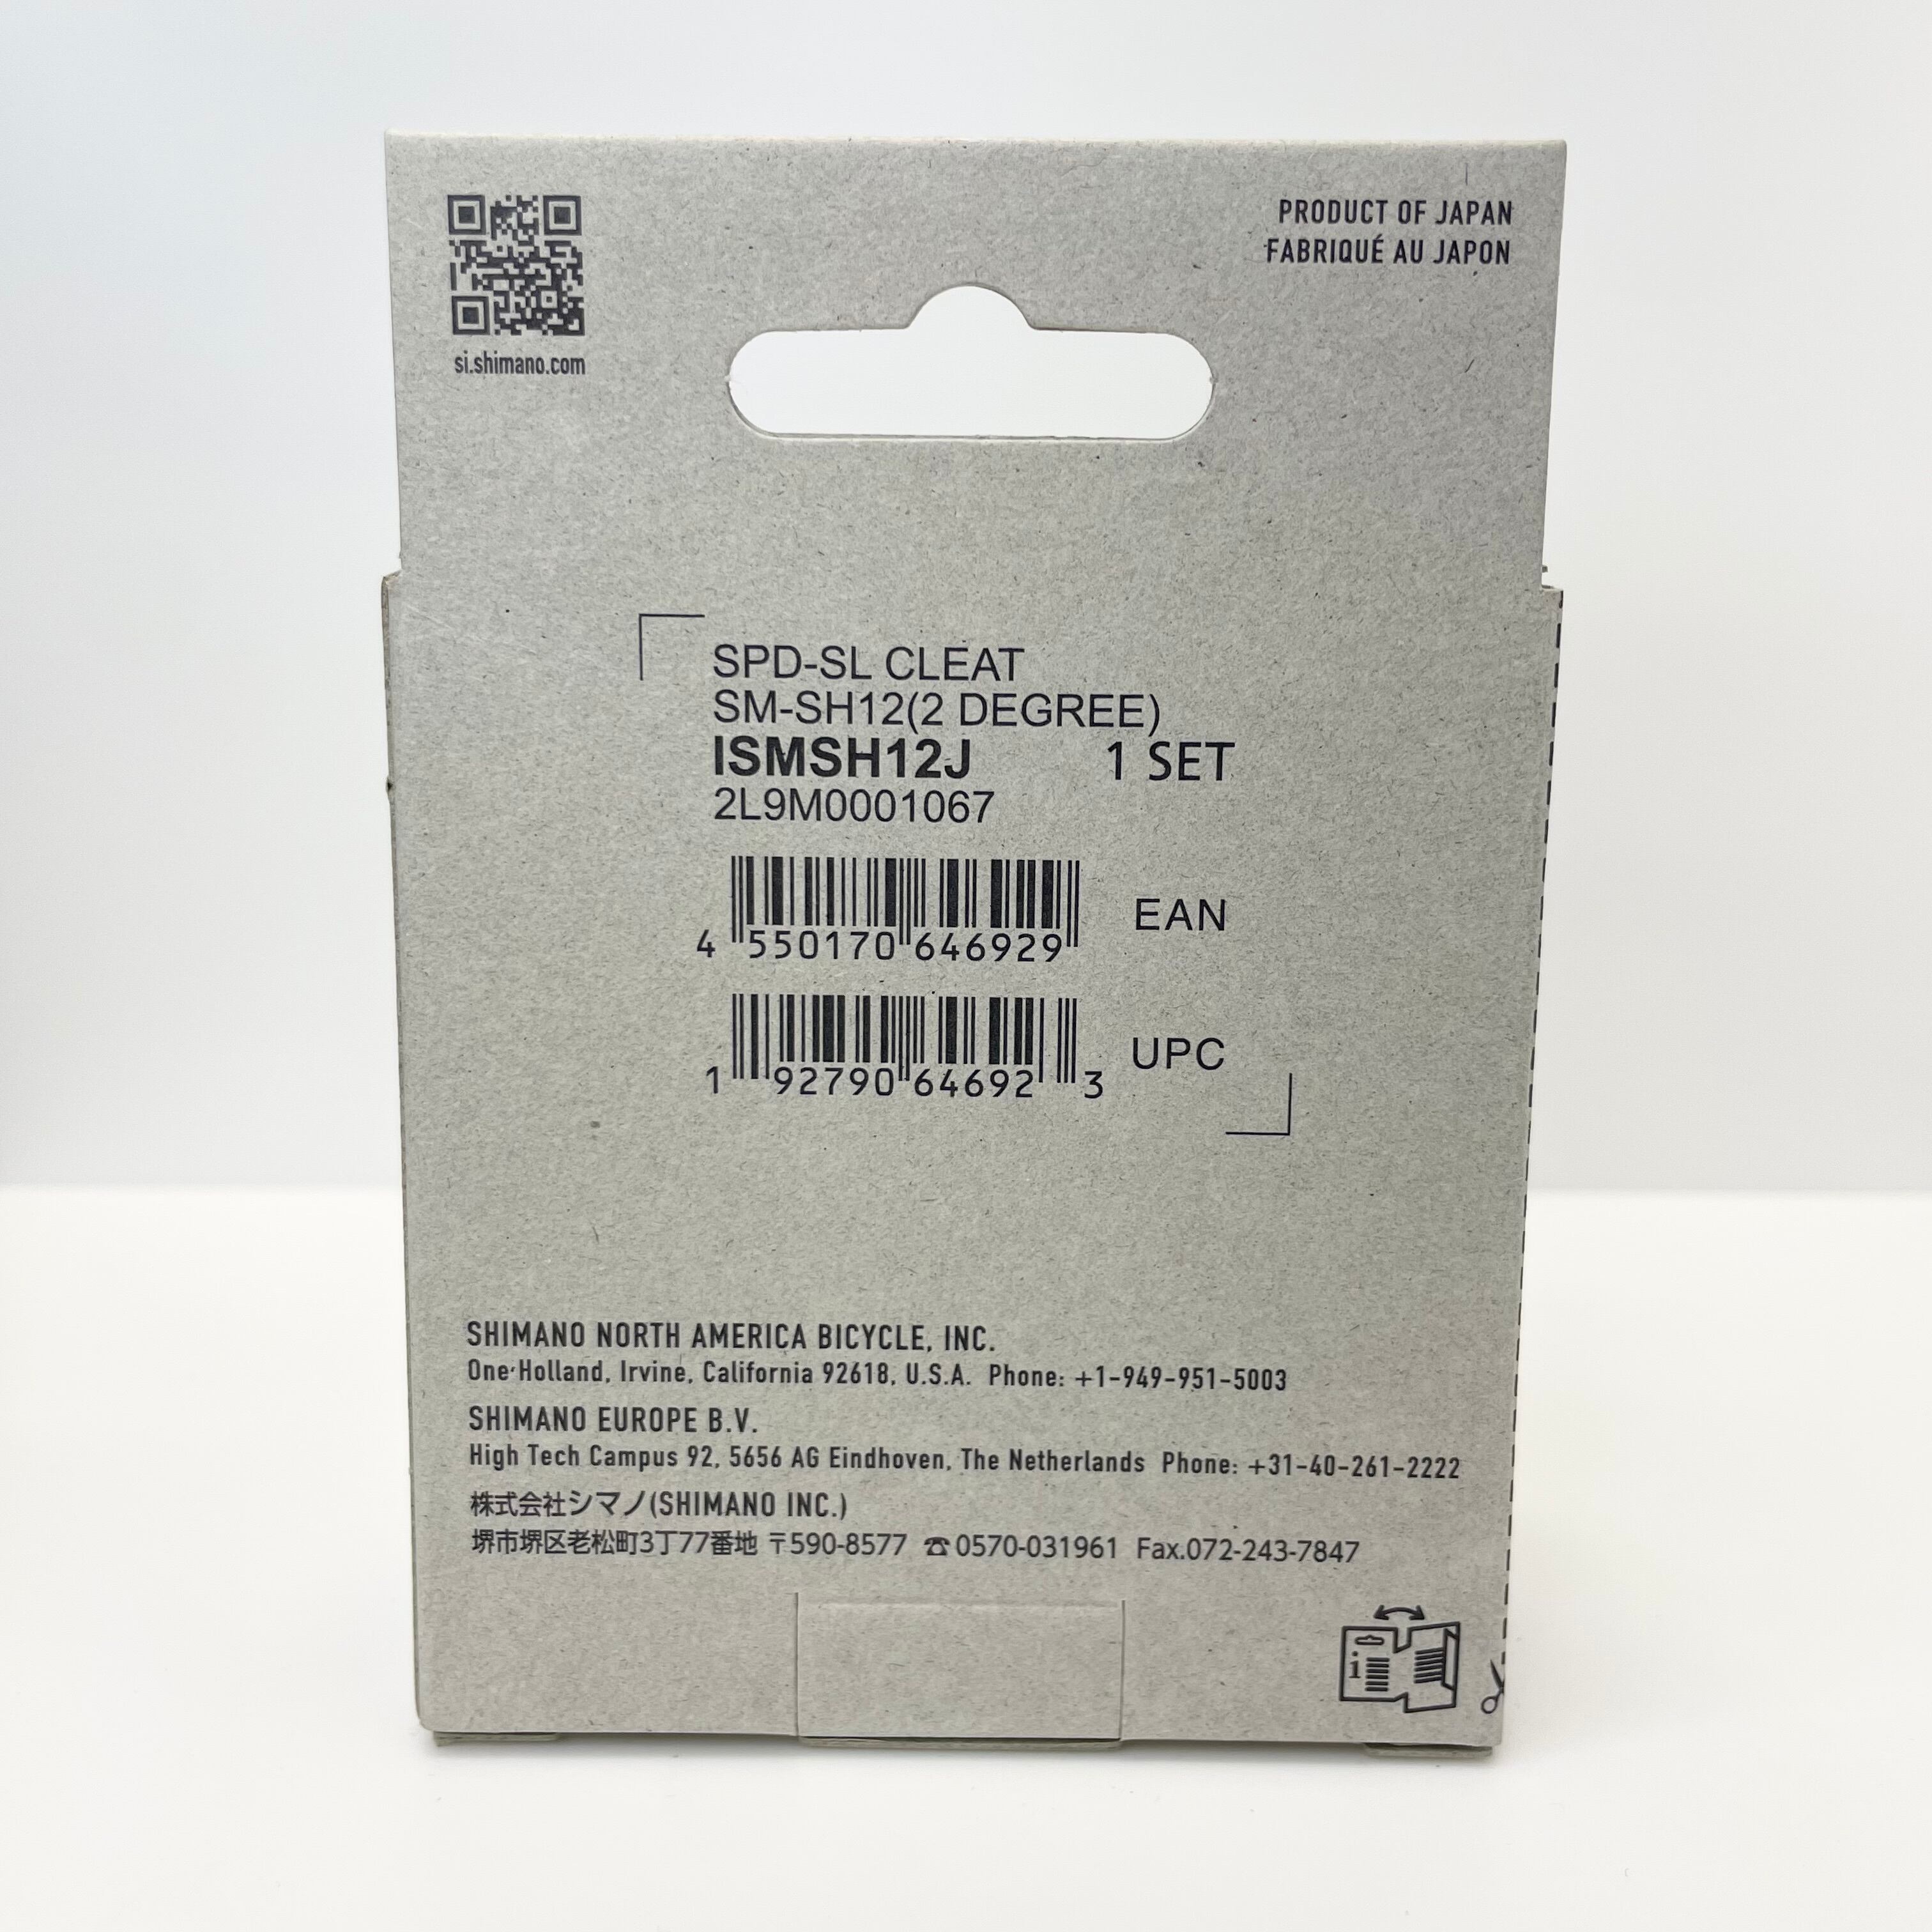 si.shimano.com
PRODUCT OF JAPAN
FABRIQUÉ AU JAPON
SPD-SL CLEAT
SM-SH12(2 DEGREE)
ISMSH12J 1 SET
2L9M0001067
4 550170 646929 EAN
1 92790 64692 3 UPC
SHIMANO NORTH AMERICA BICYCLE, INC.
One Holland, Irvine, California 92618, U.S.A. Phone: +1-949-951-5003
SHIMANO EUROPE B.V.
High Tech Campus 92, 5656 AG Eindhoven, The Netherlands Phone: +31-40-261-2222
株式会社シマノ(SHIMANO INC.)
堺市堺区老松町3丁77番地 〒590-8577 ☎0570-031961 Fax.072-243-7847
i